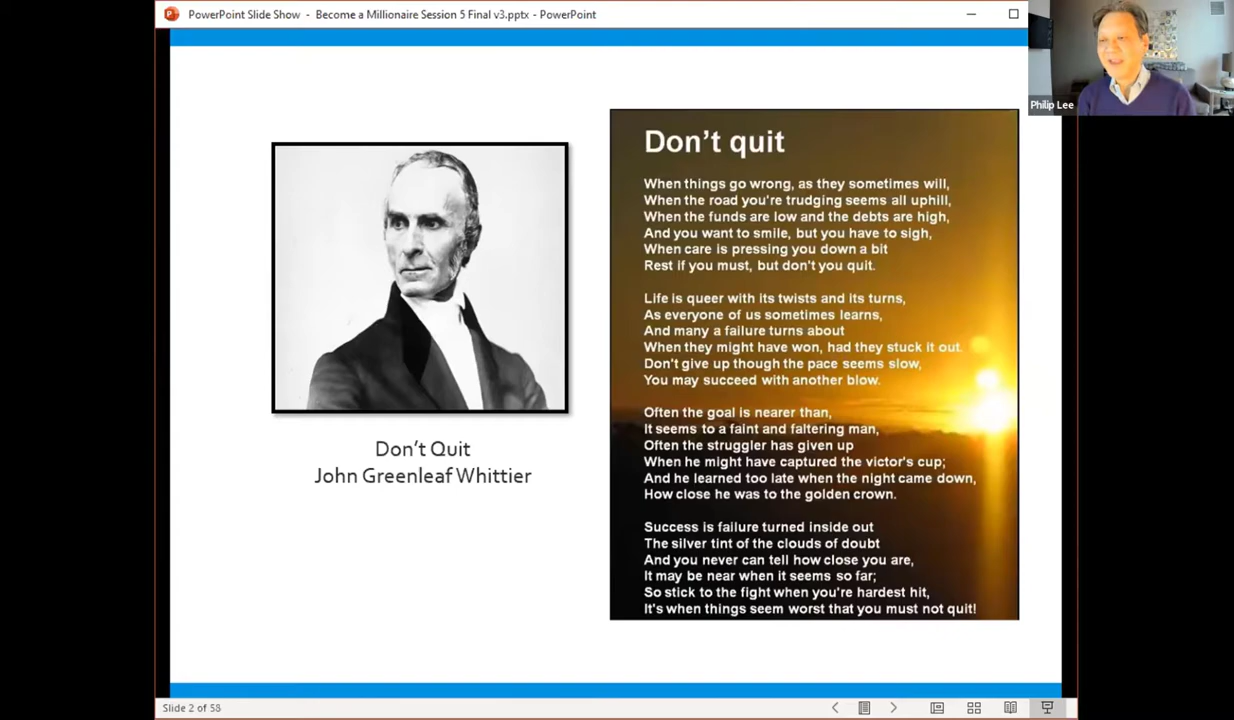 PowerPoint Slide Show - Become a Millionaire Session 5 Final v3.pptx - PowerPoint
Philip Lee
Don't quit
When things go wrong, as they sometimes will,
When the road you're trudging seems all uphill,
When the funds are low and the debts are high,
And you want to smile, but you have to sigh,
When care is pressing you down a bit
Rest if you must, but don't you quit.
Life is queer with its twists and its turns,
As everyone of us sometimes learns,
And many a failure turns about
When they might have won, had they stuck it out.
Don't give up though the pace seems slow,
You may succeed with another blow.
Often the goal is nearer than,
It seems to a faint and faltering man,
Often the struggler has given up
When he might have captured the victor's cup;
And he learned too late when the night came down,
How close he was to the golden crown.
Success is failure turned inside out
The silver tint of the clouds of doubt
And you never can tell how close you are,
It may be near when it seems so far;
So stick to the fight when you're hardest hit,
It's when things seem worst that you must not quit!
Don't Quit
John Greenleaf Whittier
Slide 2 of 58